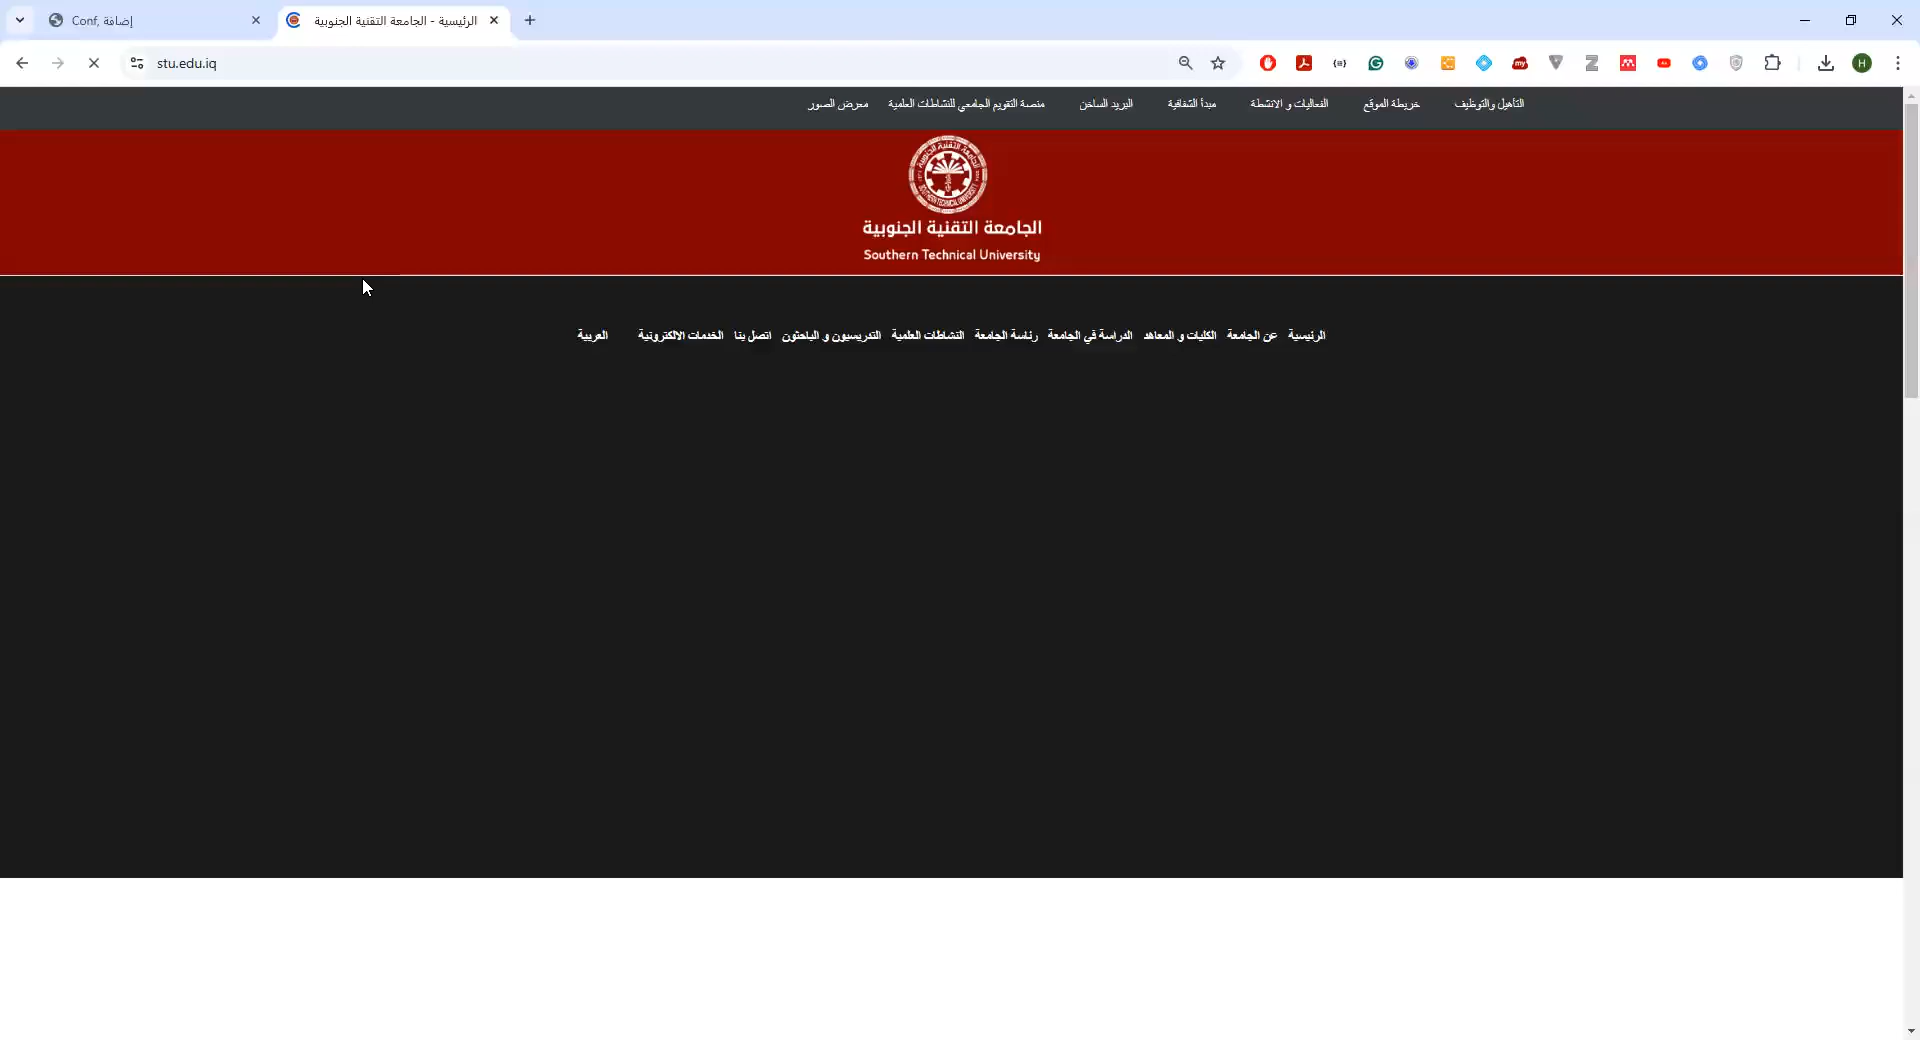 Conf, إضافة
الرئيسية - الجامعة التقنية الجنوبية
stu.edu.iq
H
التأهيل والتوظيف خريطة الموقع الفعاليات و الانشطة مبدأ الشفافية البريد الساخن منصة التقويم الجامعي للنشاطات العلمية معرض الصور
الجامعة التقنية الجنوبية
Southern Technical University
الرئيسية عن الجامعة الكليات و المعاهد الدراسة في الجامعة رئاسة الجامعة النشاطات العلمية التدريسيون و الباحثون اتصل بنا الخدمات الالكترونية العربية